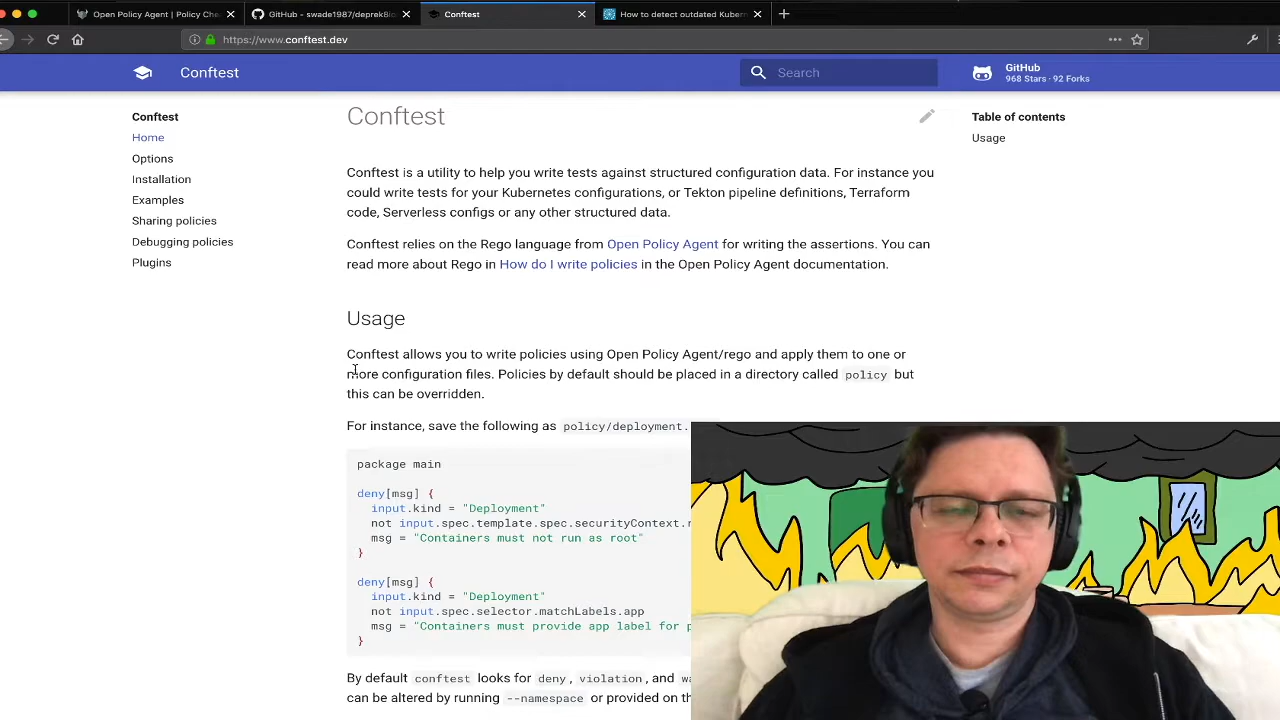 Open Policy Agent | Policy Che
GitHub - swade1987/deprek8io
Conftest
How to detect outdated Kubern
https://www.conftest.dev
Conftest
Search
GitHub
968 Stars · 92 Forks
Conftest
Home
Options
Installation
Examples
Sharing policies
Debugging policies
Plugins
Conftest
Conftest is a utility to help you write tests against structured configuration data. For instance you
could write tests for your Kubernetes configurations, or Tekton pipeline definitions, Terraform
code, Serverless configs or any other structured data.
Conftest relies on the Rego language from Open Policy Agent for writing the assertions. You can
read more about Rego in How do I write policies in the Open Policy Agent documentation.
Usage
Conftest allows you to write policies using Open Policy Agent/rego and apply them to one or
more configuration files. Policies by default should be placed in a directory called policy but
this can be overridden.
For instance, save the following as policy/deployment.
package main
deny[msg] {
input.kind = "Deployment"
not input.spec.template.spec.securityContext.r
msg = "Containers must not run as root"
}
deny[msg] {
input.kind = "Deployment"
not input.spec.selector.matchLabels.app
msg = "Containers must provide app label for p
}
By default conftest looks for deny, violation, and wa
can be altered by running --namespace or provided on th
Table of contents
Usage